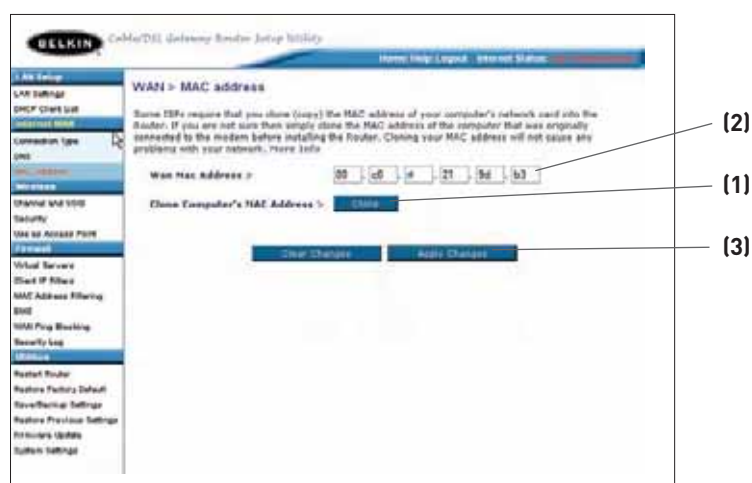 BELKIN Cable/DSL Gateway Router Setup Utility
Home Help Logout Internet Status:
LAN Setup
LAN Settings
DHCP Client List
Internet WAN
Connection Type
DNS
MAC Address
Wireless
Channel and SSID
Security
Use as Access Point
Firewall
Virtual Servers
Client IP Filters
MAC Address Filtering
DMZ
WAN Ping Blocking
Security Log
Utilities
Restart Router
Restore Factory Default
Save/Backup Settings
Restore Previous Settings
Firmware Update
System Settings
WAN > MAC address
Some ISPs require that you clone (copy) the MAC address of your computer's network card into the
Router. If you are not sure then simply clone the MAC address of the computer that was originally
connected to the modem before installing the Router. Cloning your MAC address will not cause any
problems with your network. More Info
Wan Mac Address > 00 . c0 . . 21 . 9d . b3
(2)
Clone Computer's MAC Address > Clone
(1)
Clear Changes Apply Changes
(3)